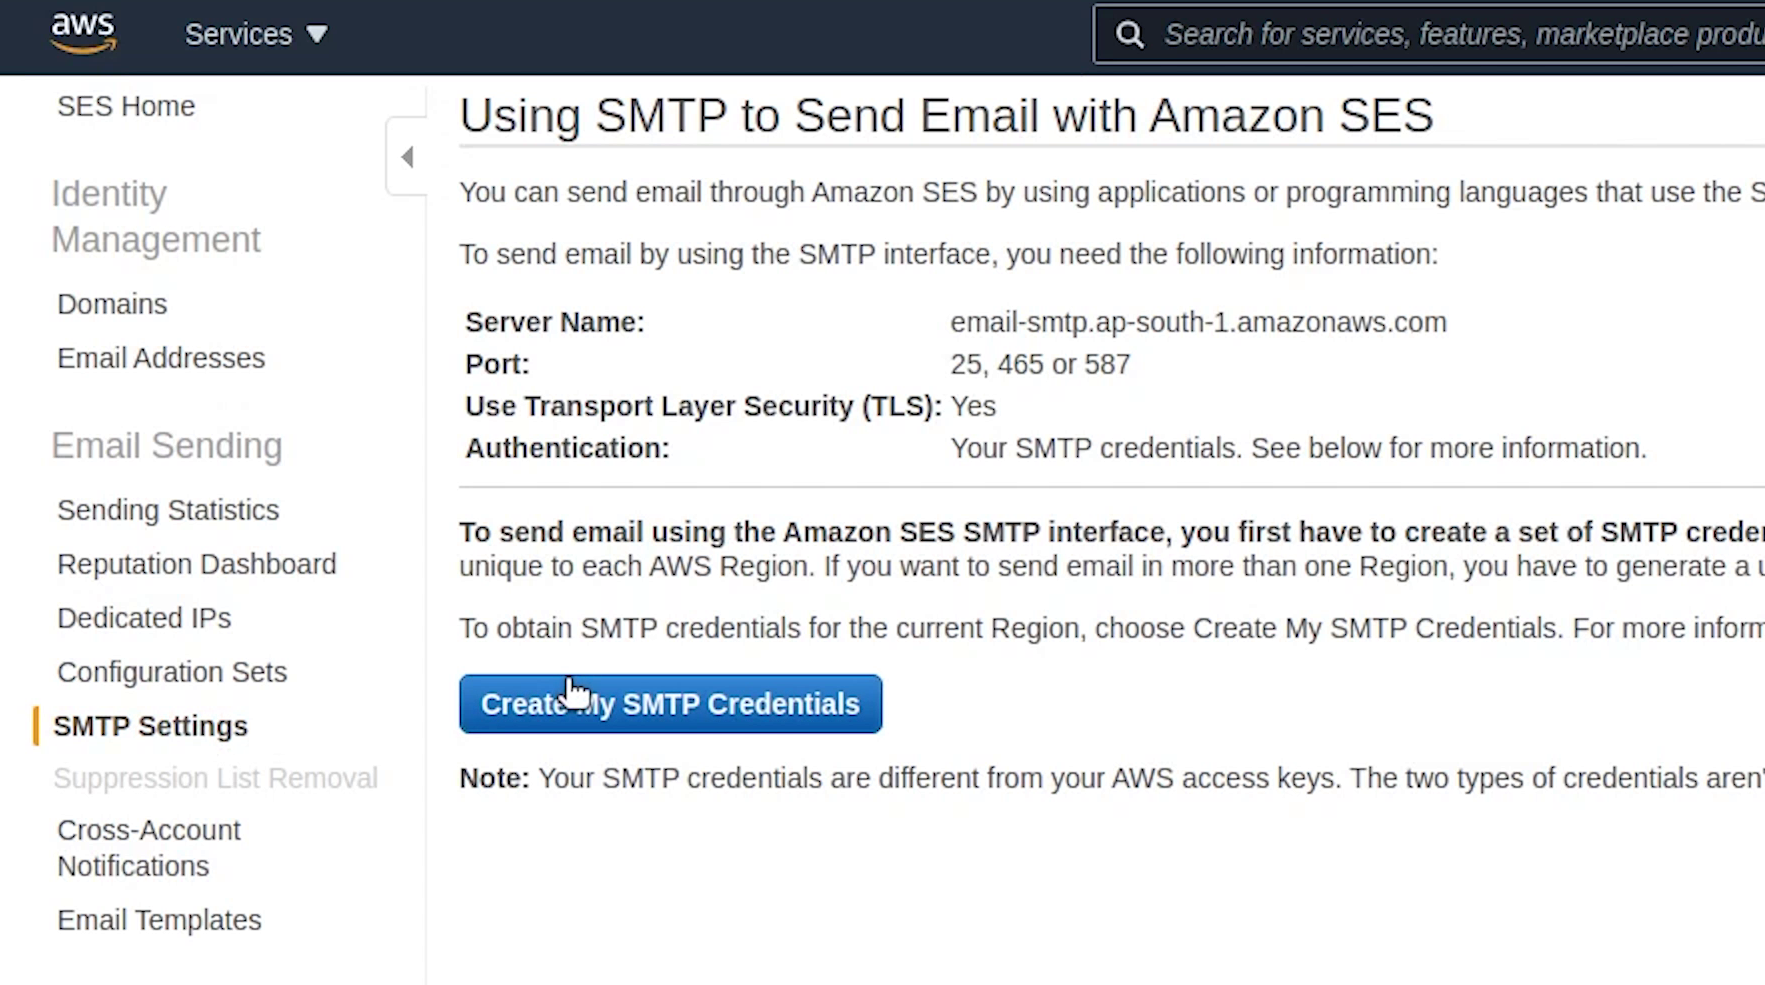 aws
Services
Search for services, features, marketplace
SES Home
Identity
Management
Domains
Email Addresses
Email Sending
Sending Statistics
Reputation Dashboard
Dedicated IPs
Configuration Sets
SMTP Settings
Suppression List Removal
Cross-Account
Notifications
Email Templates
Using SMTP to Send Email with Amazon SES
You can send email through Amazon SES by using applications or programming languages that use the
To send email by using the SMTP interface, you need the following information:
Server Name: email-smtp.ap-south-1.amazonaws.com
Port: 25, 465 or 587
Use Transport Layer Security (TLS): Yes
Authentication: Your SMTP credentials. See below for more information.
To send email using the Amazon SES SMTP interface, you first have to create a set of SMTP
unique to each AWS Region. If you want to send email in more than one Region, you have to generate a
To obtain SMTP credentials for the current Region, choose Create My SMTP Credentials. For more
Create My SMTP Credentials
Note: Your SMTP credentials are different from your AWS access keys. The two types of credentials